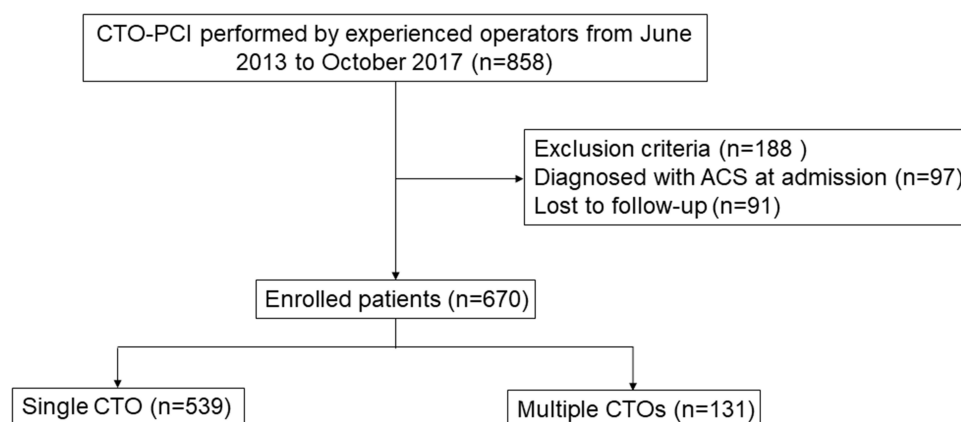 CTO-PCI performed by experienced operators from June
2013 to October 2017 (n=858)
Exclusion criteria (n=188 )
Diagnosed with ACS at admission (n=97)
Lost to follow-up (n=91)
Enrolled patients (n=670)
Single CTO (n=539)
Multiple CTOs (n=131)